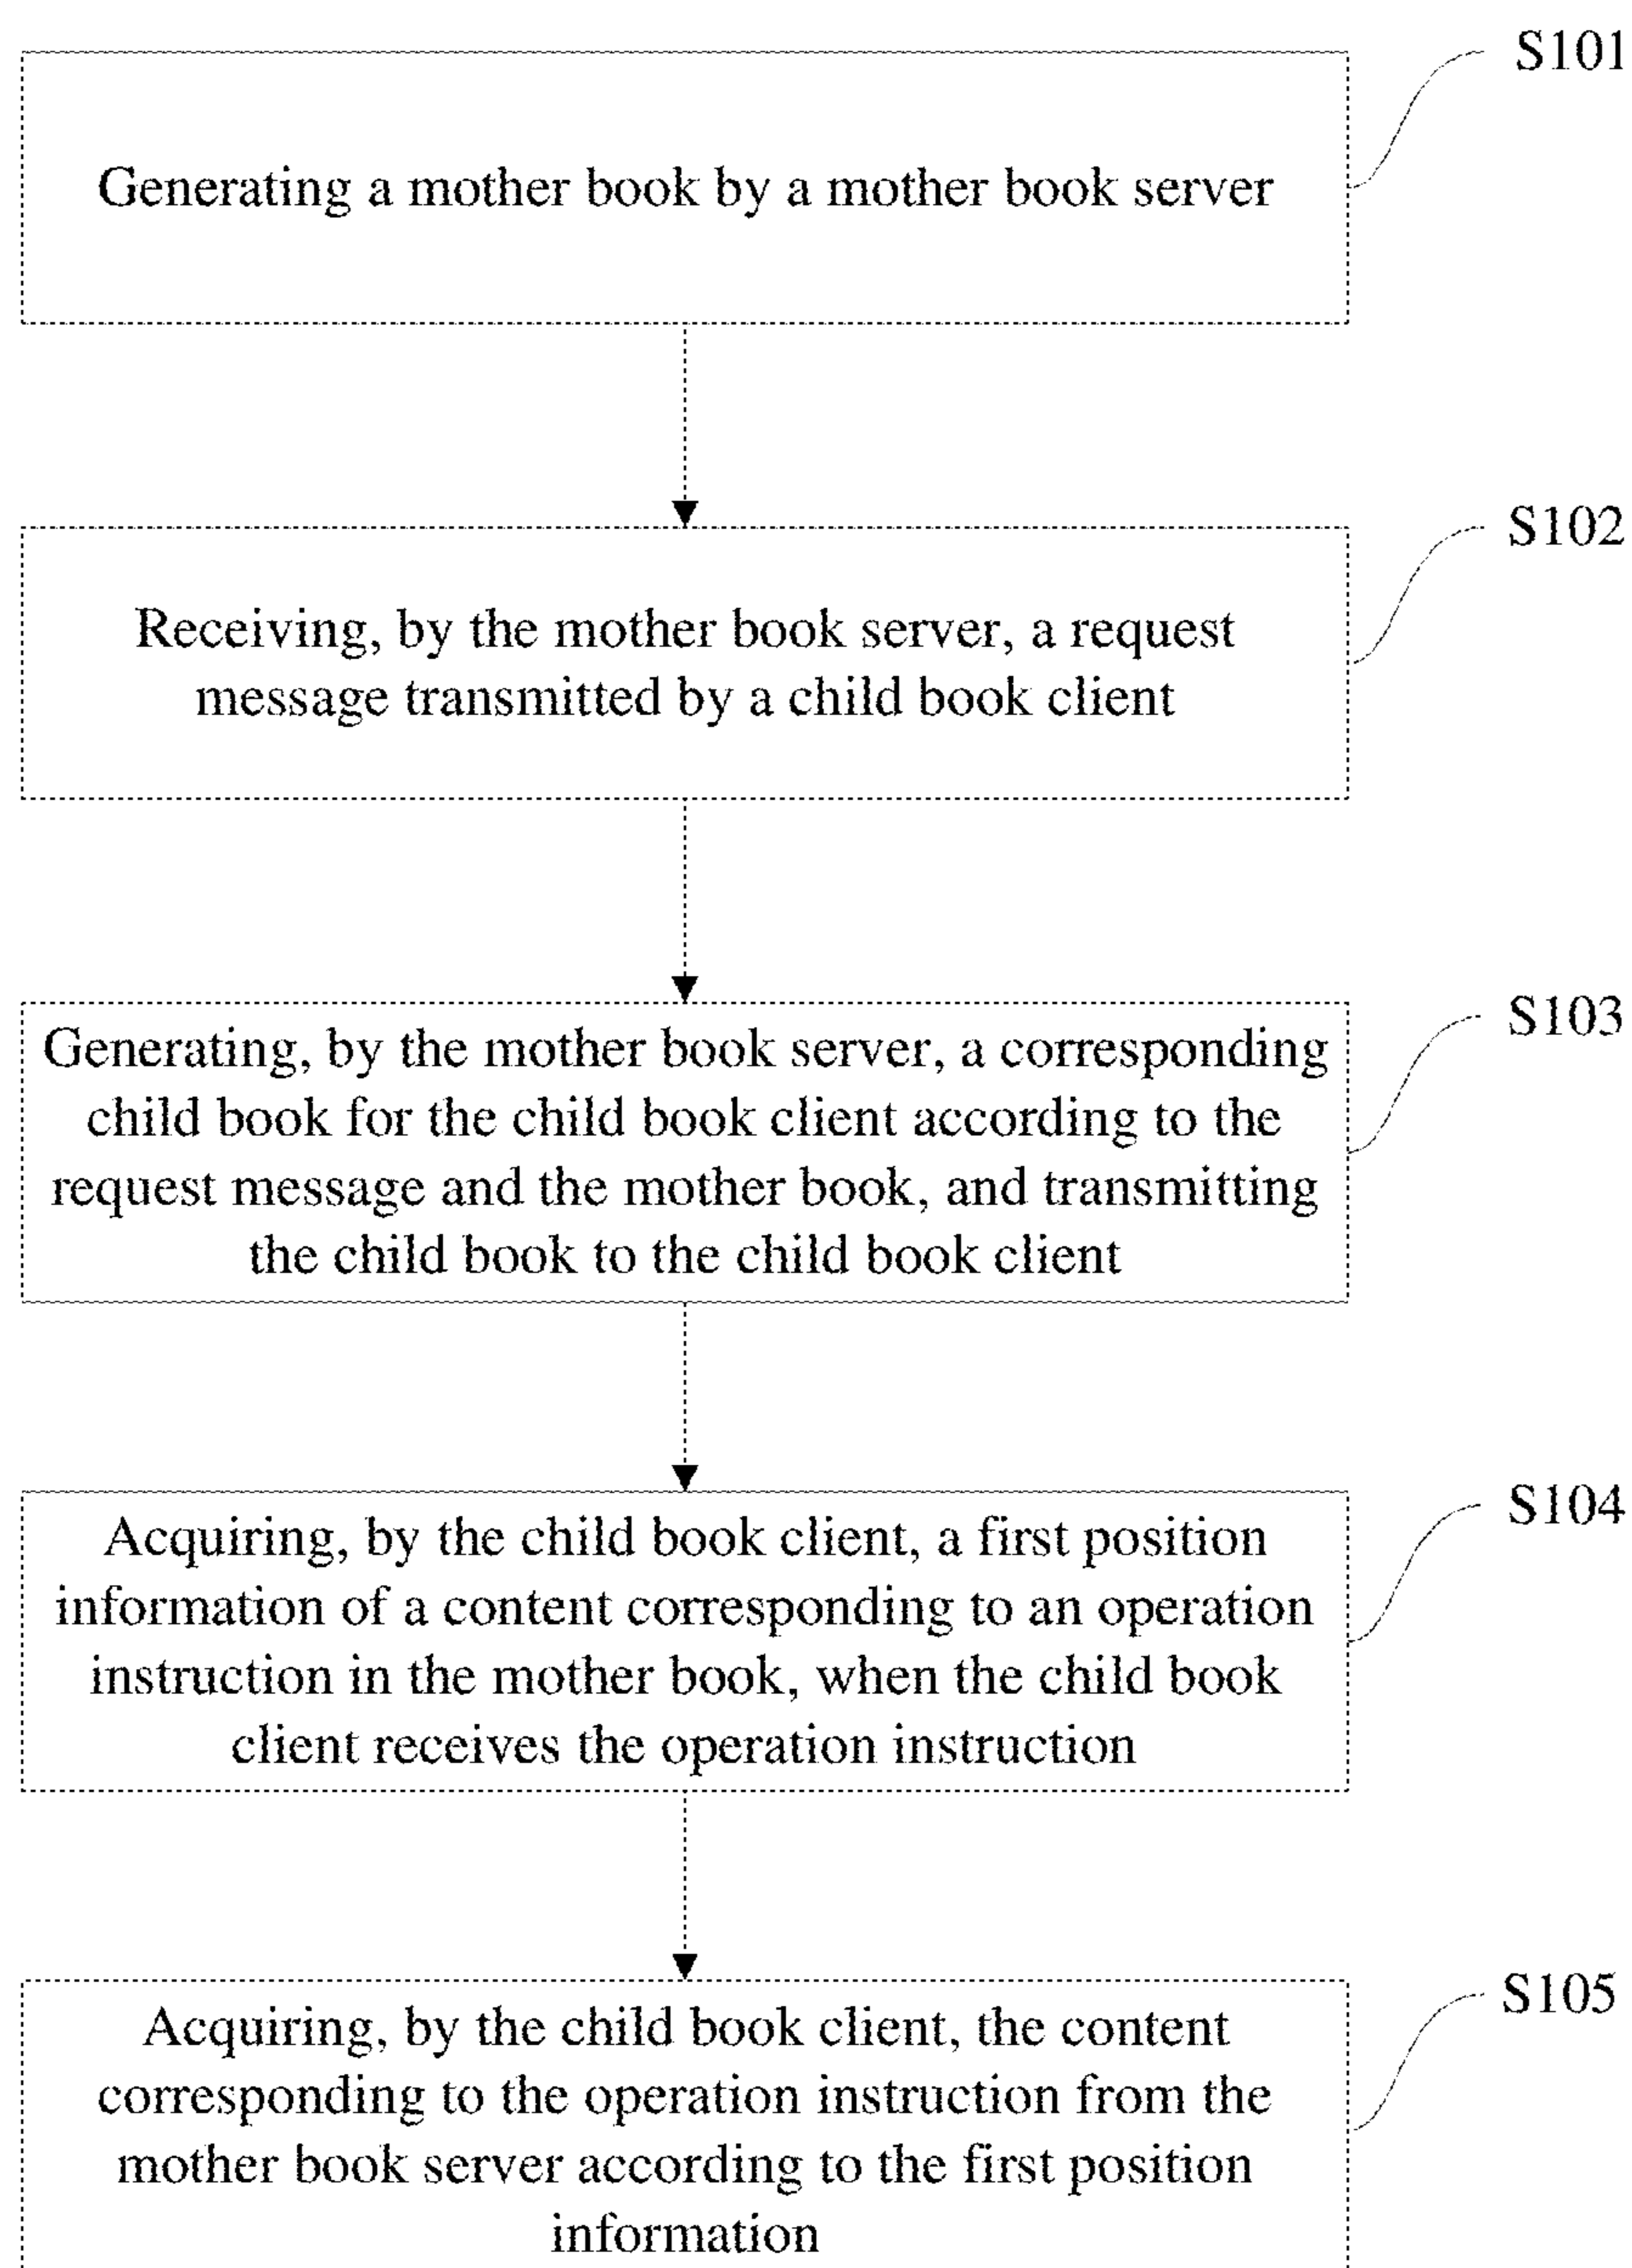 S101
Generating a mother book by a mother book server
S102
Receiving, by the mother book server, a request
message transmitted by a child book client
S103
Generating, by the mother book server, a corresponding
child book for the child book client according to the
request message and the mother book, and transmitting
the child book to the child book client
S104
Acquiring, by the child book client, a first position
information of a content corresponding to an operation
instruction in the mother book, when the child book
client receives the operation instruction
S105
Acquiring, by the child book client, the content
corresponding to the operation instruction from the
mother book server according to the first position
information